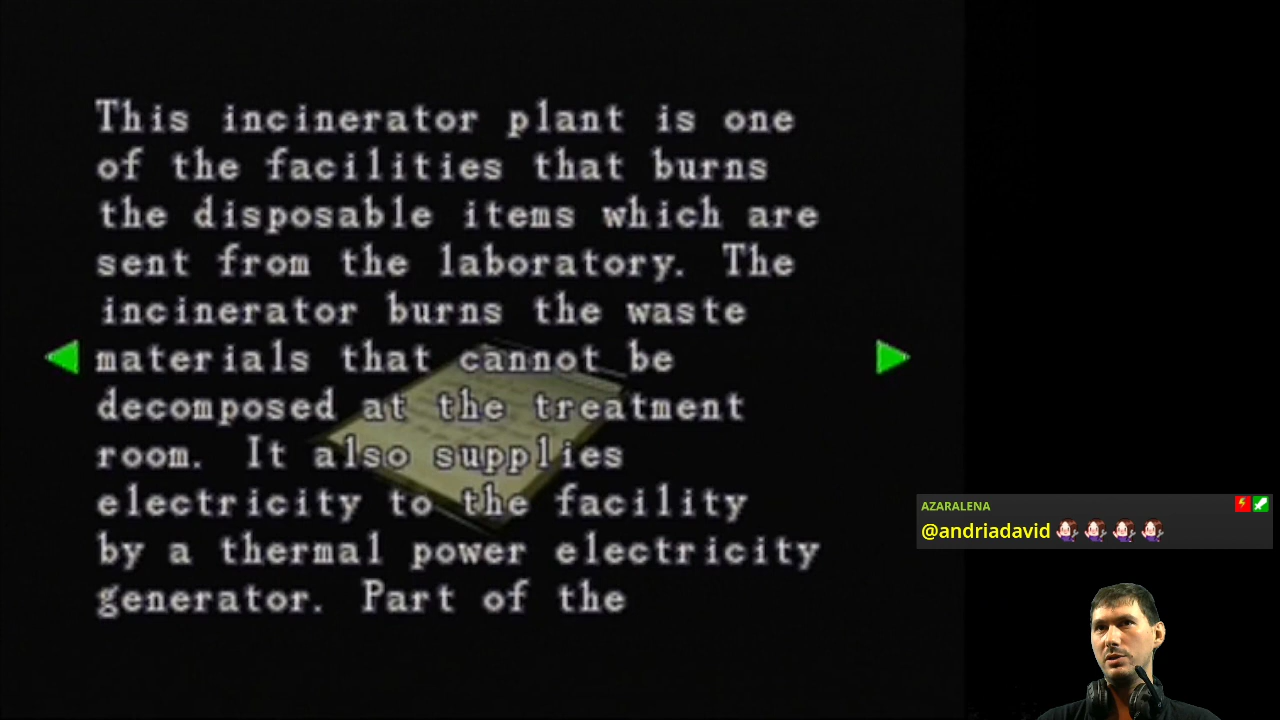 This incinerator plant is one
of the facilities that burns
the disposable items which are
sent from the laboratory. The
incinerator burns the waste
materials that cannot be
decomposed at the treatment
room. It also supplies
electricity to the facility
by a thermal power electricity
generator. Part of the
AZARALENA
@andriadavid